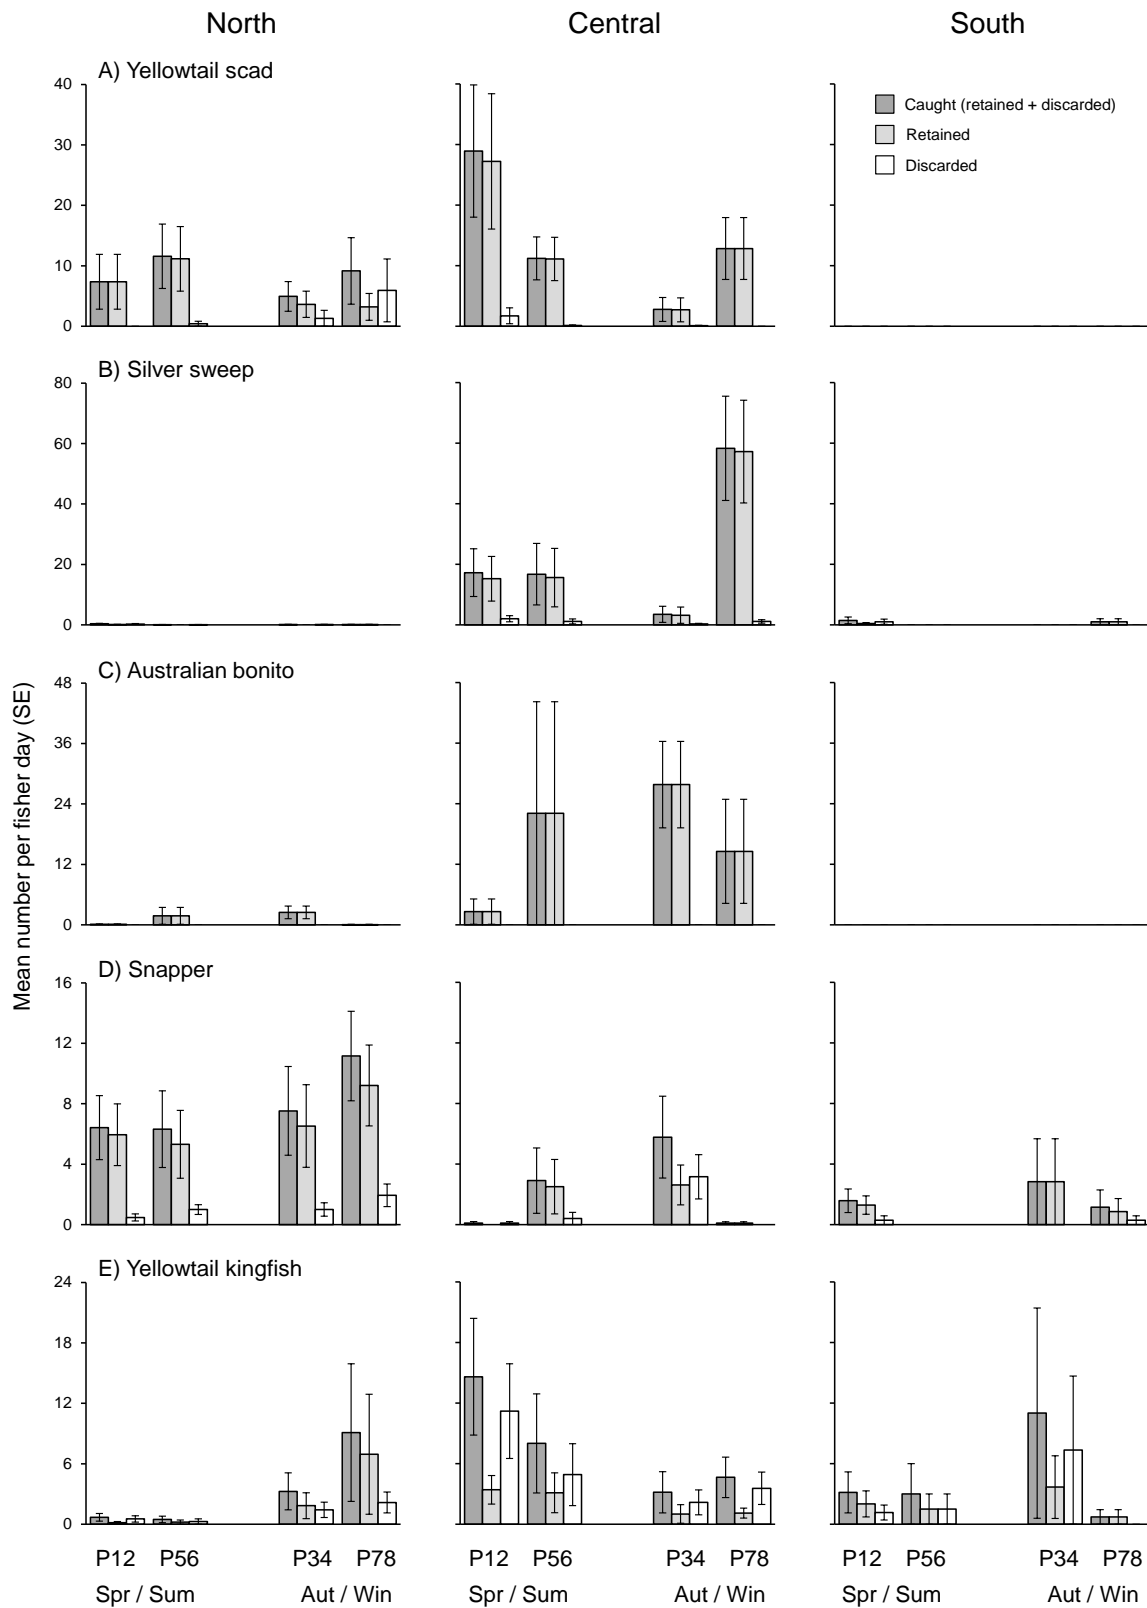 North Central South
A) Yellowtail scad
40
30
20
10
0
Caught (retained + discarded)
Retained
Discarded
B) Silver sweep
80
60
40
20
0
C) Australian bonito
48
36
24
12
0
Mean number per fisher day (SE)
D) Snapper
16
12
8
4
0
E) Yellowtail kingfish
24
18
12
6
0
P12 P56 P34 P78 P12 P56 P34 P78 P12 P56 P34 P78
Spr / Sum Aut / Win Spr / Sum Aut / Win Spr / Sum Aut / Win